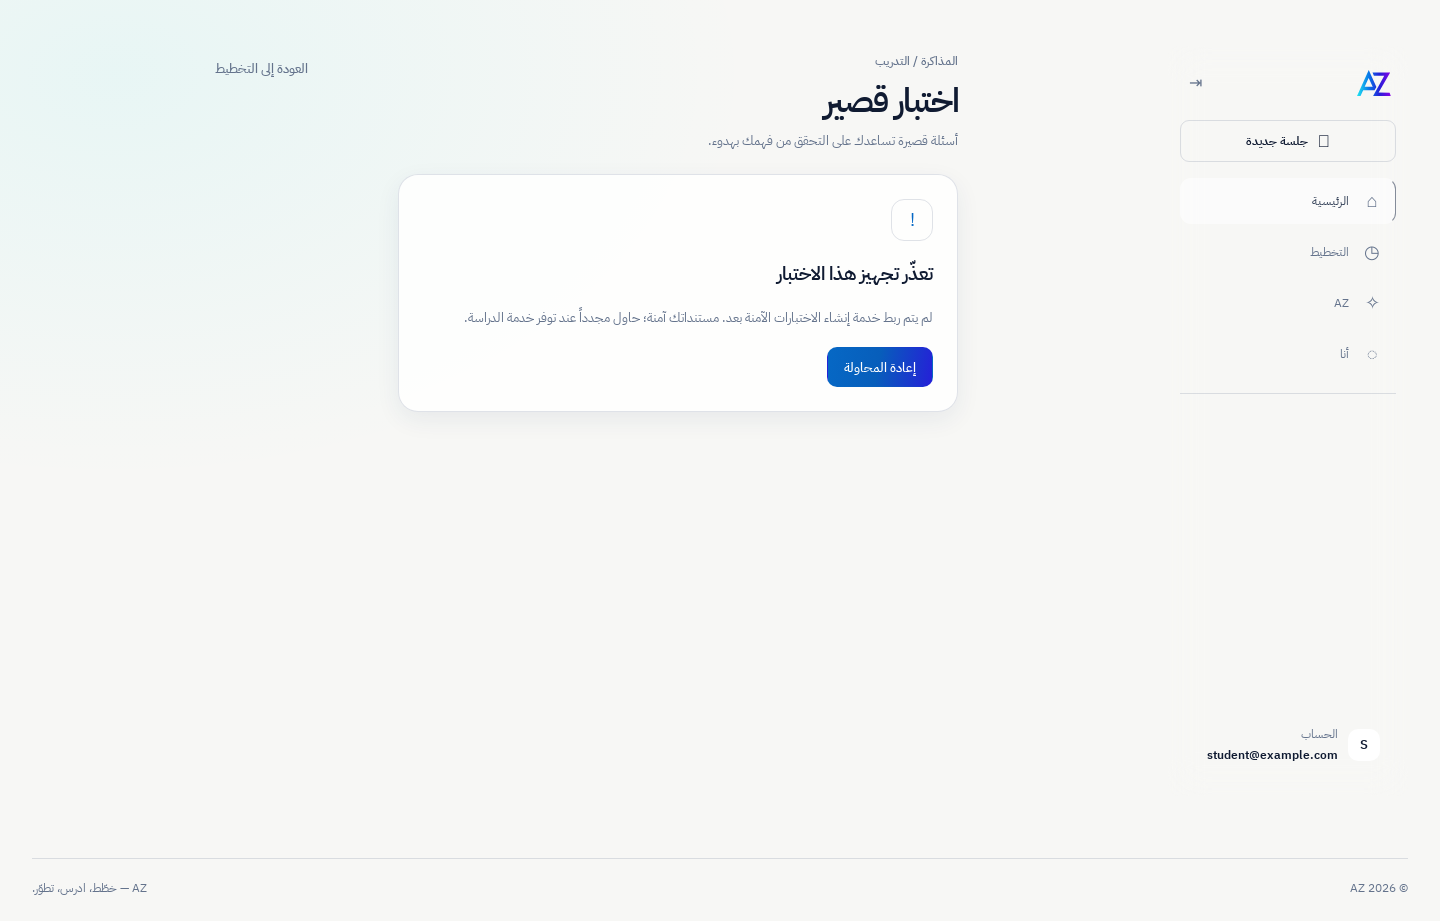 AZ
جلسة جديدة
الرئيسية
التخطيط
AZ
أنا
الحساب
S
student@example.com
المذاكرة / التدريب
العودة إلى التخطيط
اختبار قصير
أسئلة قصيرة تساعدك على التحقق من فهمك بهدوء.
!
تعذّر تجهيز هذا الاختبار
لم يتم ربط خدمة إنشاء الاختبارات الآمنة بعد. مستنداتك آمنة؛ حاول مجدداً عند توفر خدمة الدراسة.
إعادة المحاولة
© 2026 AZ
AZ — خطّط، ادرس، تطوّر.